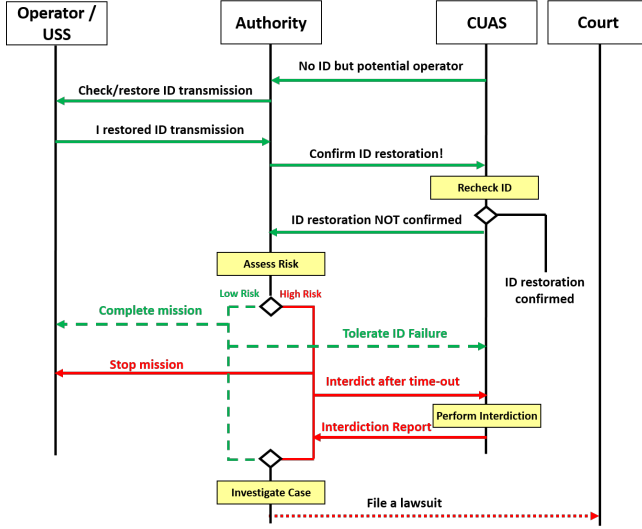 Operator /
USS
Authority
CUAS
Court
No ID but potential operator
Check/restore ID transmission
I restored ID transmission
Confirm ID restoration!
Recheck ID
ID restoration NOT confirmed
Assess Risk
ID restoration
confirmed
Low Risk
High Risk
Complete mission
Tolerate ID Failure
Stop mission
Interdict after time-out
Perform Interdiction
Interdiction Report
Investigate Case
File a lawsuit